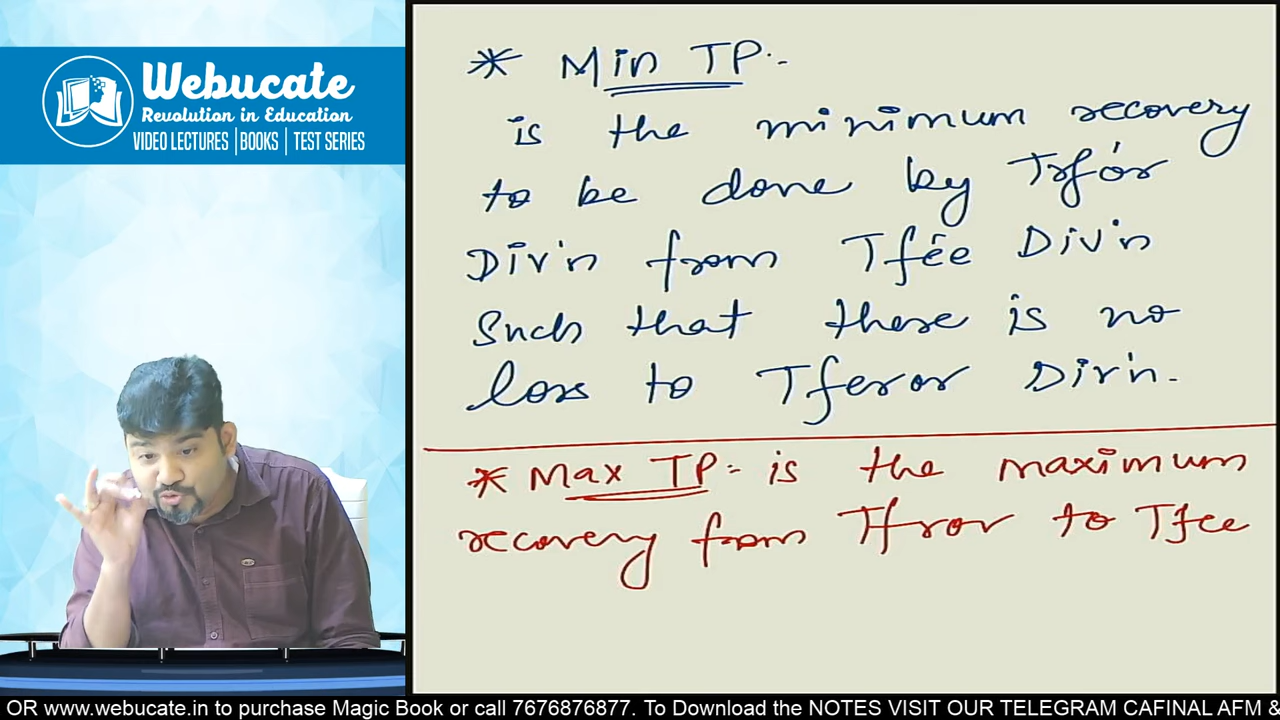 Webucate
Revolution in Education
VIDEO LECTURES | BOOKS | TEST SERIES
* Min TP:-
is the minimum recovery
to be done by Trfor
Div'n from Tfee Div'n
Such that there is no
loss to Tferor Div'n.
* Max TP:- is the maximum
recovery from Tfror to Tfee
OR www.webucate.in to purchase Magic Book or call 7676876877. To Download the NOTES VISIT OUR TELEGRAM CAFINAL AFM &